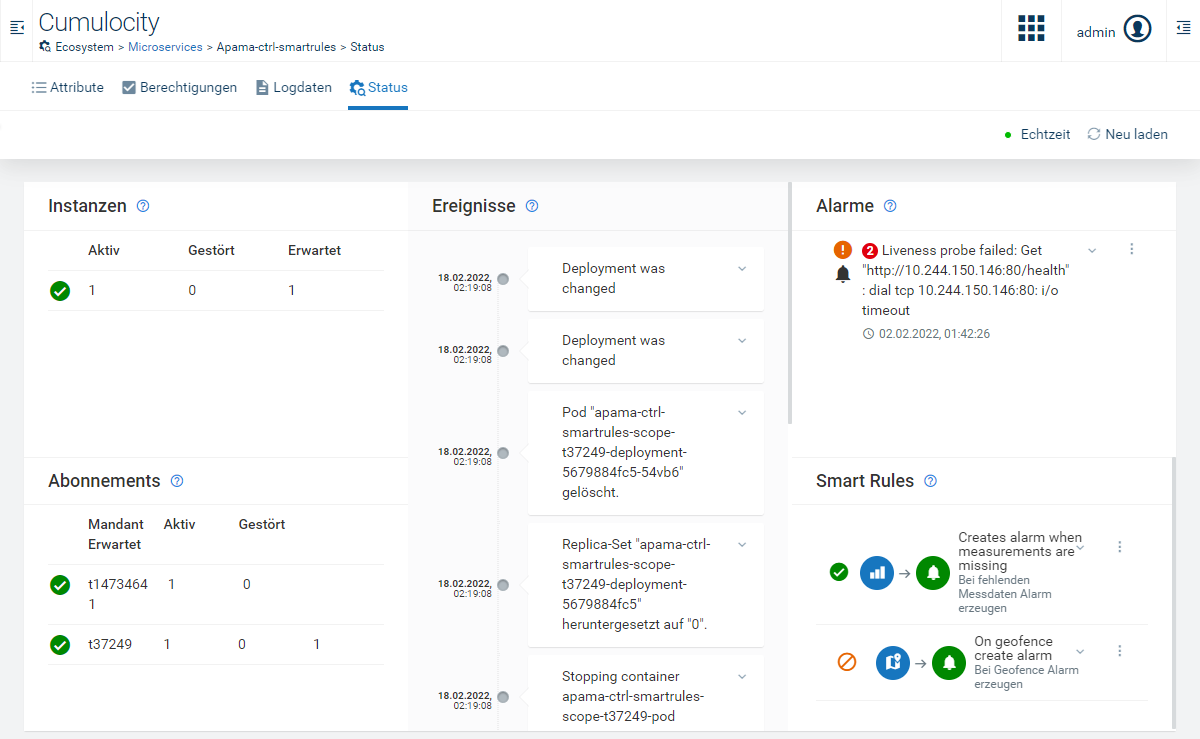 Cumulocity
Ecosystem > Microservices > Apama-ctrl-smartrules > Status
admin
Attribute
Berechtigungen
Logdaten
Status
Echtzeit
Neu laden
Instanzen
Aktiv Gestört Erwartet
1 0 1
Abonnements
Mandant Aktiv Gestört
Erwartet
t1473464 1 0
1
t37249 1 0 1
Ereignisse
18.02.2022,
02:19:08
Deployment was
changed
18.02.2022,
02:19:08
Deployment was
changed
18.02.2022,
02:19:08
Pod "apama-ctrl-
smartrules-scope-
t37249-deployment-
5679884fc5-54vb6"
gelöscht.
18.02.2022,
02:19:08
Replica-Set "apama-ctrl-
smartrules-scope-
t37249-deployment-
5679884fc5"
heruntergesetzt auf "0".
18.02.2022,
02:19:08
Stopping container
apama-ctrl-smartrules-
scope-t37249-pod
Alarme
2 Liveness probe failed: Get
"http://10.244.150.146:80/health"
: dial tcp 10.244.150.146:80: i/o
timeout
02.02.2022, 01:42:26
Smart Rules
Creates alarm when
measurements are
missing
Bei fehlenden
Messdaten Alarm
erzeugen
On geofence
create alarm
Bei Geofence Alarm
erzeugen